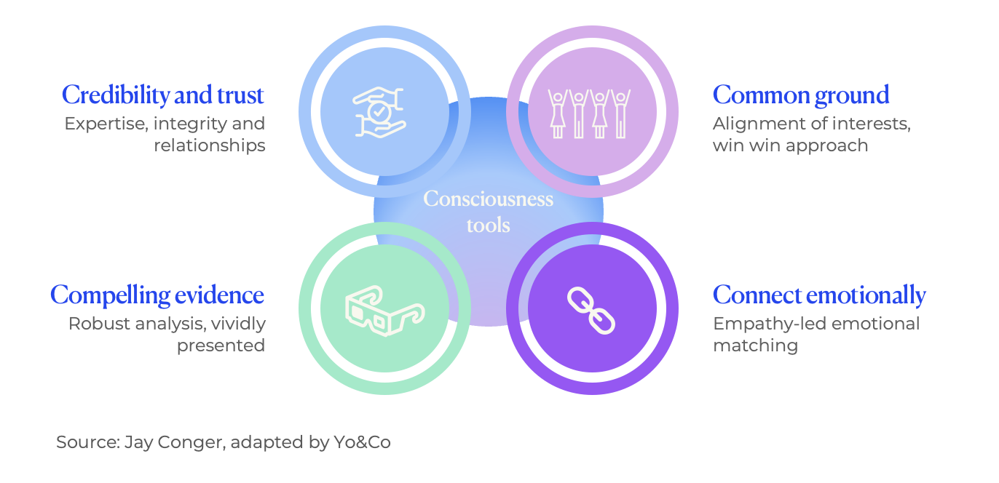 Credibility and trust
Expertise, integrity and
relationships
Common ground
Alignment of interests,
win win approach
Consciousness
tools
Compelling evidence
Robust analysis, vividly
presented
Connect emotionally
Empathy-led emotional
matching
Source: Jay Conger, adapted by Yo&Co